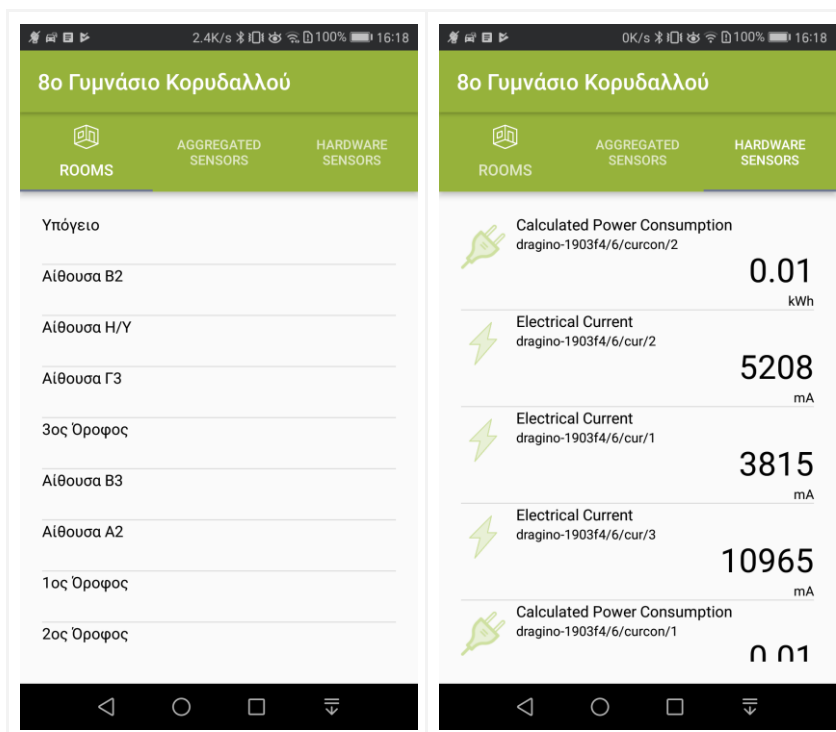 2.4K/s 100% 16:18
8ο Γυμνάσιο Κορυδαλλού
ROOMS
AGGREGATED
SENSORS
HARDWARE
SENSORS
Υπόγειο
Αίθουσα Β2
Αίθουσα Η/Υ
Αίθουσα Γ3
3ος Όροφος
Αίθουσα Β3
Αίθουσα Α2
1ος Όροφος
2ος Όροφος
0K/s 100% 16:18
8ο Γυμνάσιο Κορυδαλλού
ROOMS
AGGREGATED
SENSORS
HARDWARE
SENSORS
Calculated Power Consumption
dragino-1903f4/6/curcon/2
0.01
kWh
Electrical Current
dragino-1903f4/6/cur/2
5208
mA
Electrical Current
dragino-1903f4/6/cur/1
3815
mA
Electrical Current
dragino-1903f4/6/cur/3
10965
mA
Calculated Power Consumption
dragino-1903f4/6/curcon/1
0.01